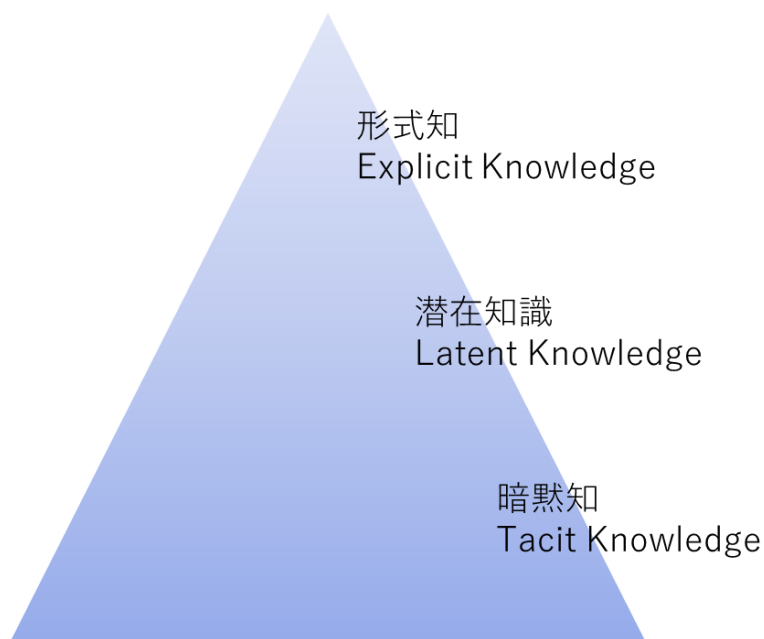 形式知
Explicit Knowledge
潜在知識
Latent Knowledge
暗黙知
Tacit Knowledge